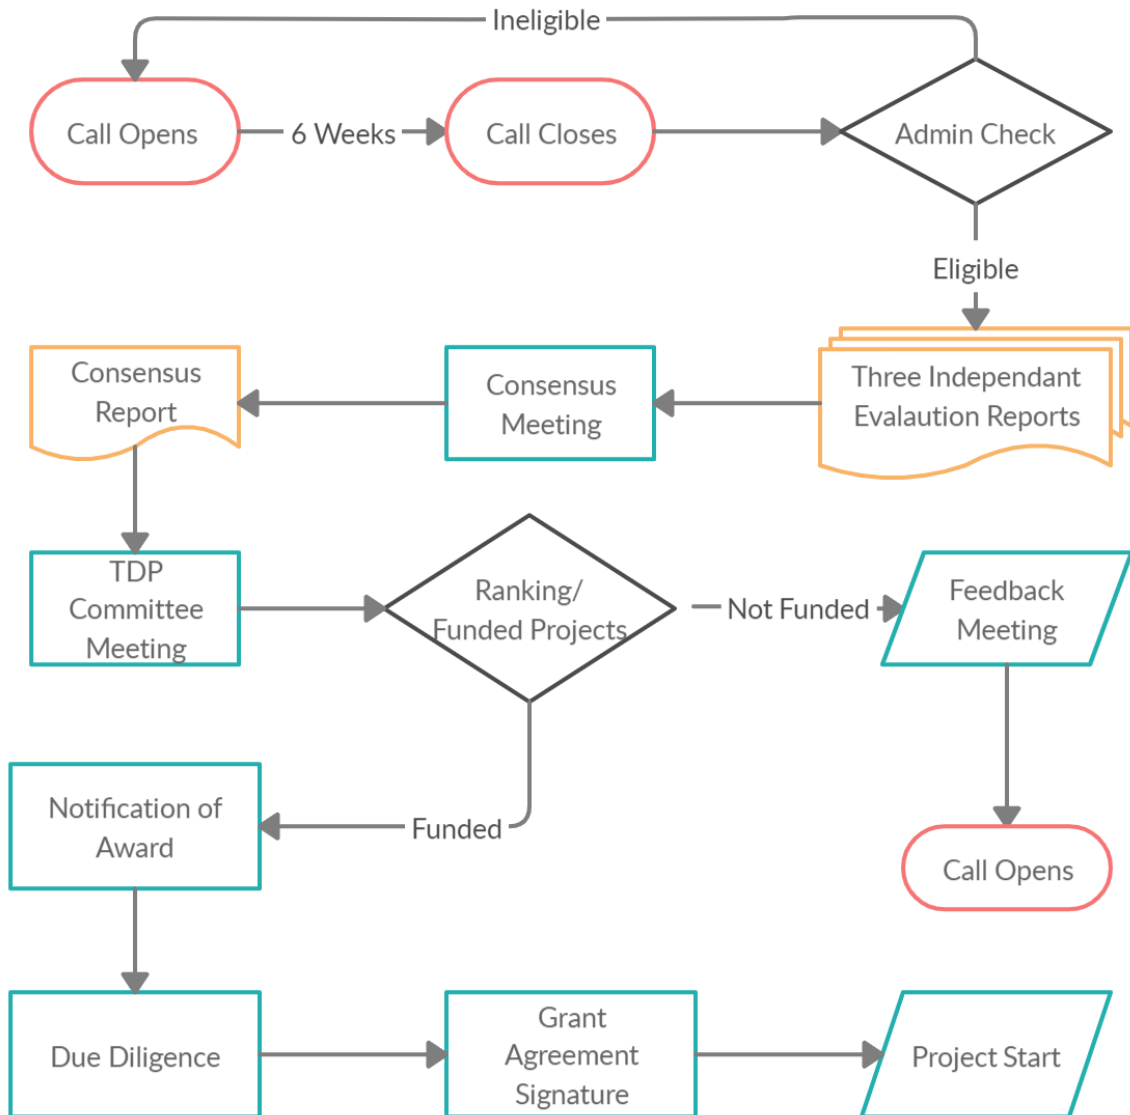 Ineligible
Call Opens
6 Weeks
Call Closes
Admin Check
Eligible
Consensus
Report
Consensus
Meeting
Three Independant
Evalaution Reports
TDP
Committee
Meeting
Ranking/
Funded Projects
Not Funded
Feedback
Meeting
Notification of
Award
Funded
Call Opens
Due Diligence
Grant
Agreement
Signature
Project Start